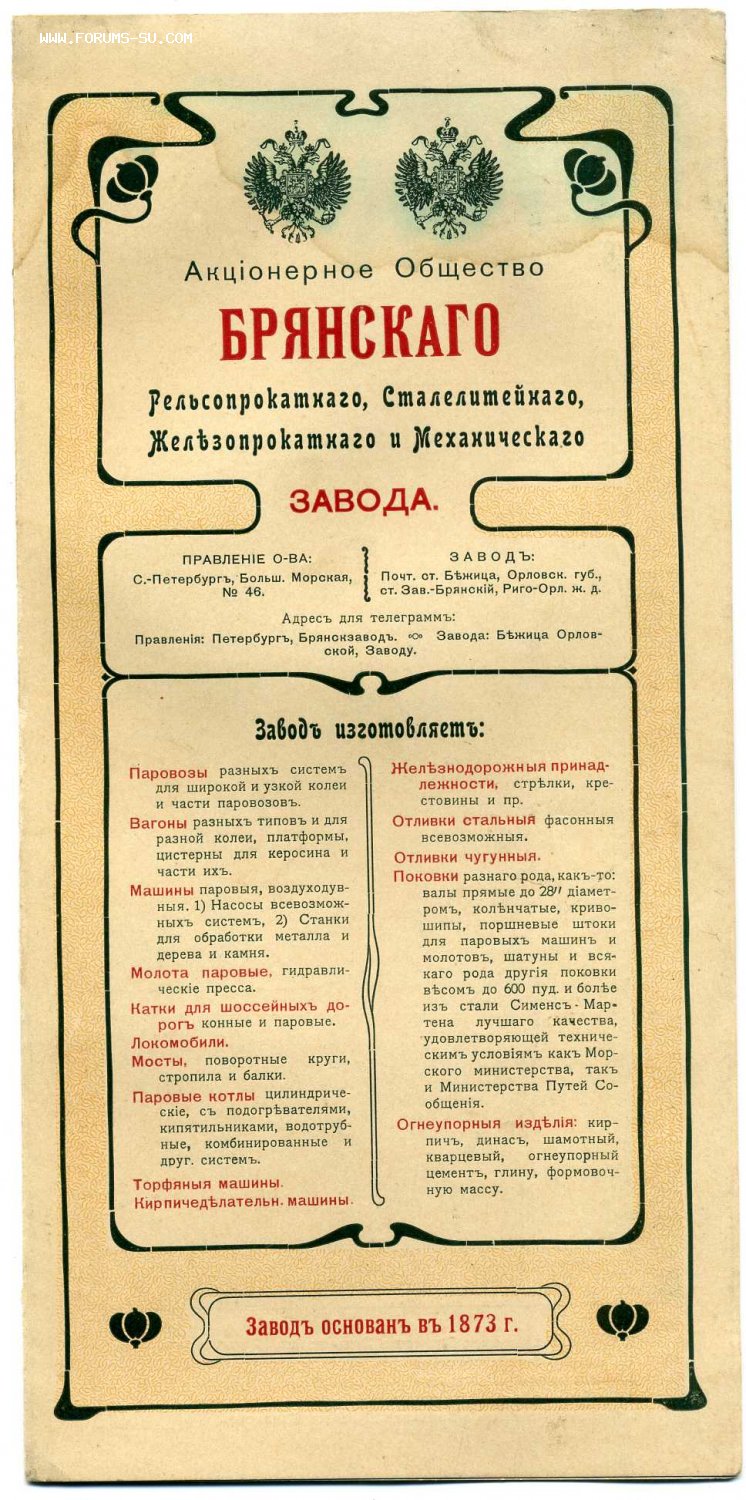 WWW.FORUMS-SU.COM
Акціонерное Общество
БРЯНСКАГО
Рельсопрокатнаго, Сталелитейнаго,
Желѣзопрокатнаго и Механическаго
ЗАВОДА.
ПРАВЛЕНІЕ О-ВА:
С.-Петербургъ, Больш. Морская,
№ 46.
ЗАВОДЪ:
Почт. ст. Бѣжица, Орловск. губ.,
ст. Зав.-Брянскій, Риго-Орл. ж. д.
Адресъ для телеграммъ:
Правленія: Петербургъ, Брянскзаводъ. Завода: Бѣжица Орлов-
ской, Заводу.
Заводъ изготовляетъ:
Паровозы разныхъ системъ
для широкой и узкой колеи
и части паровозовъ.
Вагоны разныхъ типовъ и для
разной колеи, платформы,
цистерны для керосина и
части ихъ.
Машины паровыя, воздуходув-
ныя. 1) Насосы всевозмож-
ныхъ системъ, 2) Станки
для обработки металла и
дерева и камня.
Молота паровые, гидравли-
ческіе пресса.
Катки для шоссейныхъ до-
рогъ конные и паровые.
Локомобили.
Мосты, поворотные круги,
стропила и балки.
Паровые котлы цилиндриче-
скіе, съ подогрѣвателями,
кипятильниками, водотруб-
ные, комбинированные и
друг. системъ.
Торфяныя машины.
Кирпичедѣлательн. машины.
Желѣзнодорожныя принад-
лежности, стрѣлки, кре-
стовины и пр.
Отливки стальныя фасонныя
всевозможныя.
Отливки чугунныя.
Поковки разнаго рода, какъ-то:
валы прямые до 28" діамет-
ромъ, колѣнчатые, криво-
шипы, поршневые штоки
для паровыхъ машинъ и
молотовъ, шатуны и вся-
каго рода другія поковки
вѣсомъ до 600 пуд. и болѣе
изъ стали Сименсъ-Мар-
тена лучшаго качества,
удовлетворяющей техниче-
скимъ условіямъ какъ Мор-
ского министерства, такъ
и Министерства Путей Со-
общенія.
Огнеупорныя издѣлія: кир-
пичъ, динасъ, шамотный,
кварцевый, огнеупорный
цементъ, глину, формовоч-
ную массу.
Заводъ основанъ въ 1873 г.